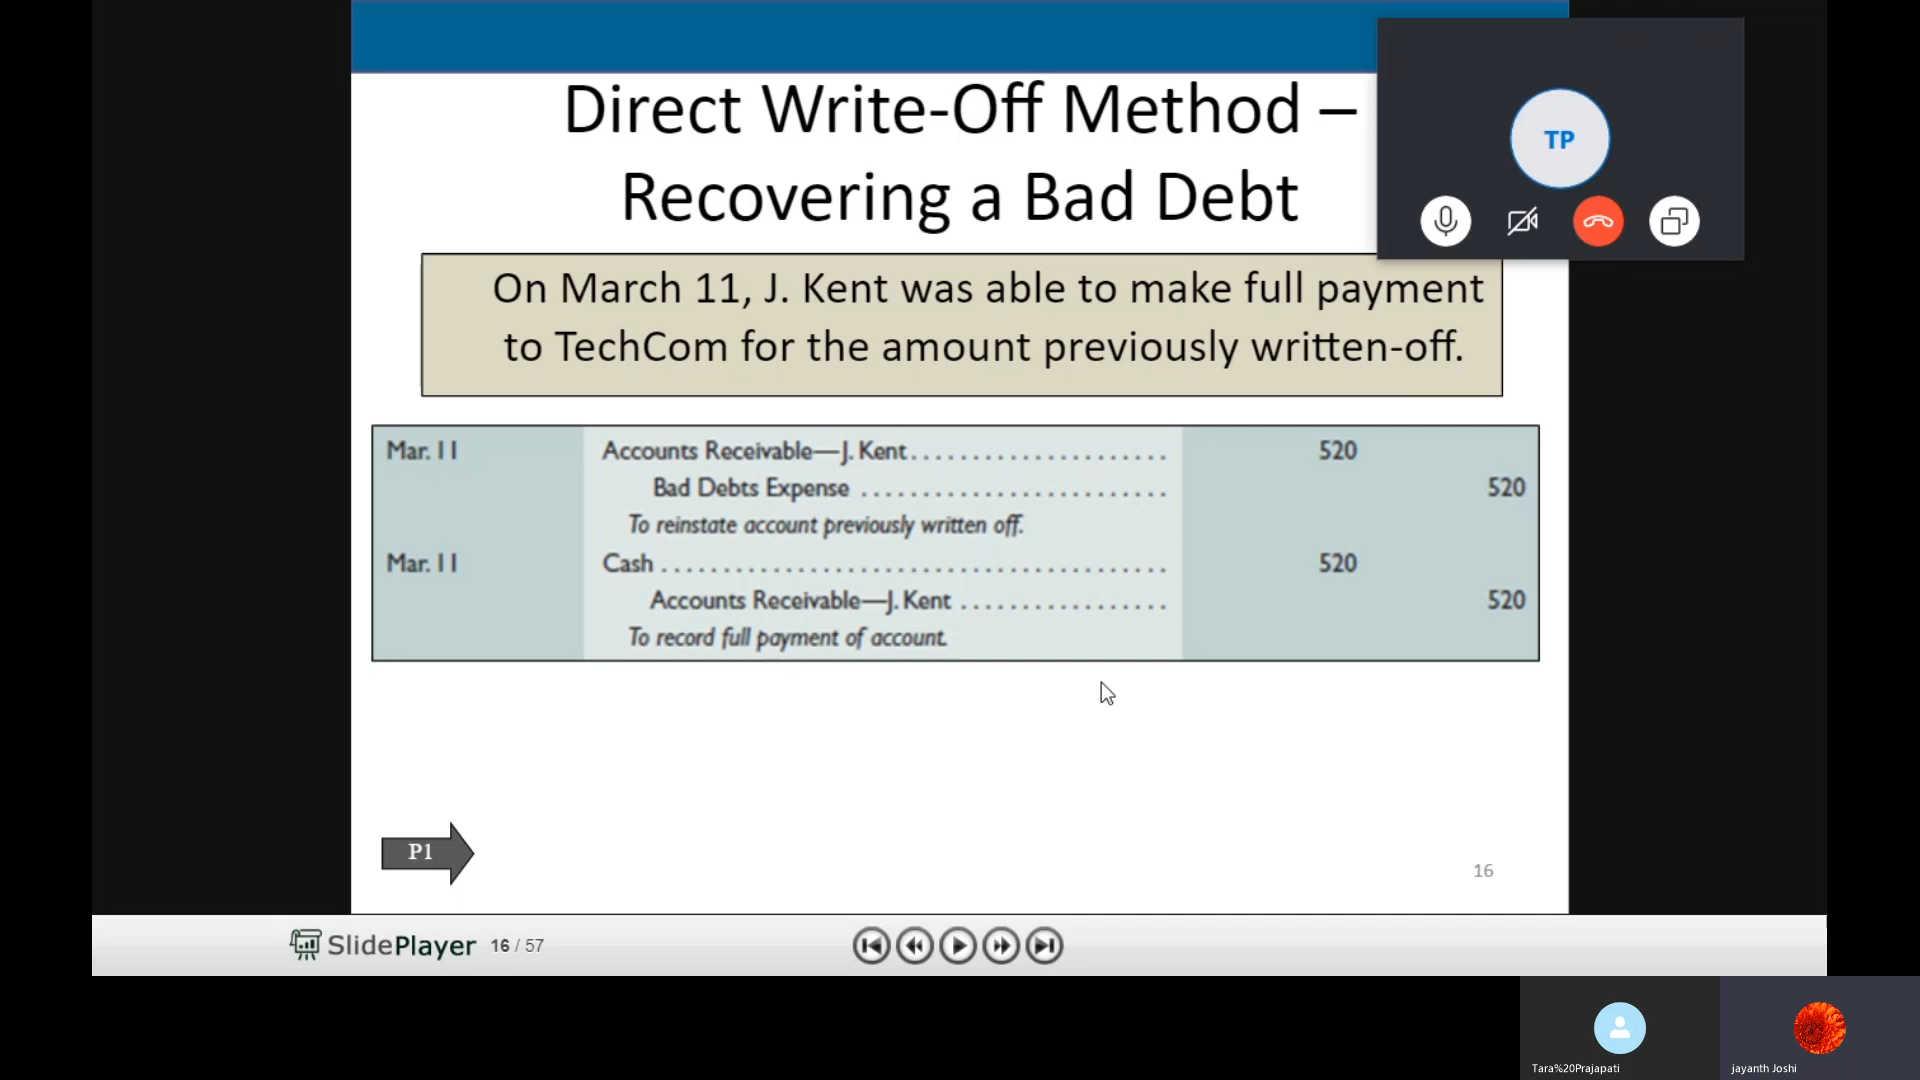 Direct Write-Off Method –
Recovering a Bad Debt
TP
On March 11, J. Kent was able to make full payment
to TechCom for the amount previously written-off.
Mar. 11 Accounts Receivable—J. Kent..................... 520
Bad Debts Expense ......................... 520
To reinstate account previously written off.
Mar. 11 Cash......................................... 520
Accounts Receivable—J. Kent ................. 520
To record full payment of account.
P1
16
SlidePlayer 16 / 57
Tara%20Prajapati
jayanth Joshi